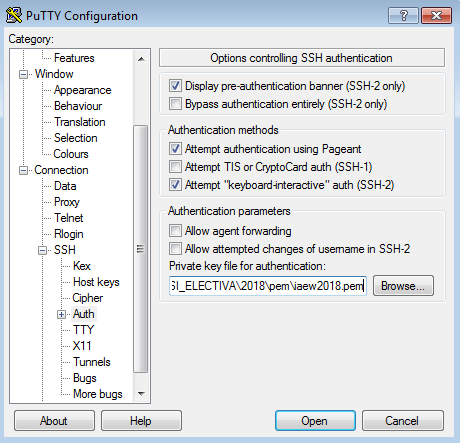 PuTTY Configuration
Category:
Features
Window
Appearance
Behaviour
Translation
Selection
Colours
Connection
Data
Proxy
Telnet
Rlogin
SSH
Kex
Host keys
Cipher
Auth
TTY
X11
Tunnels
Bugs
More bugs
Options controlling SSH authentication
Display pre-authentication banner (SSH-2 only)
Bypass authentication entirely (SSH-2 only)
Authentication methods
Attempt authentication using Pageant
Attempt TIS or CryptoCard auth (SSH-1)
Attempt "keyboard-interactive" auth (SSH-2)
Authentication parameters
Allow agent forwarding
Allow attempted changes of username in SSH-2
Private key file for authentication:
SI_ELECTIVA\2018\pem\iaew2018.pem
Browse...
About
Help
Open
Cancel